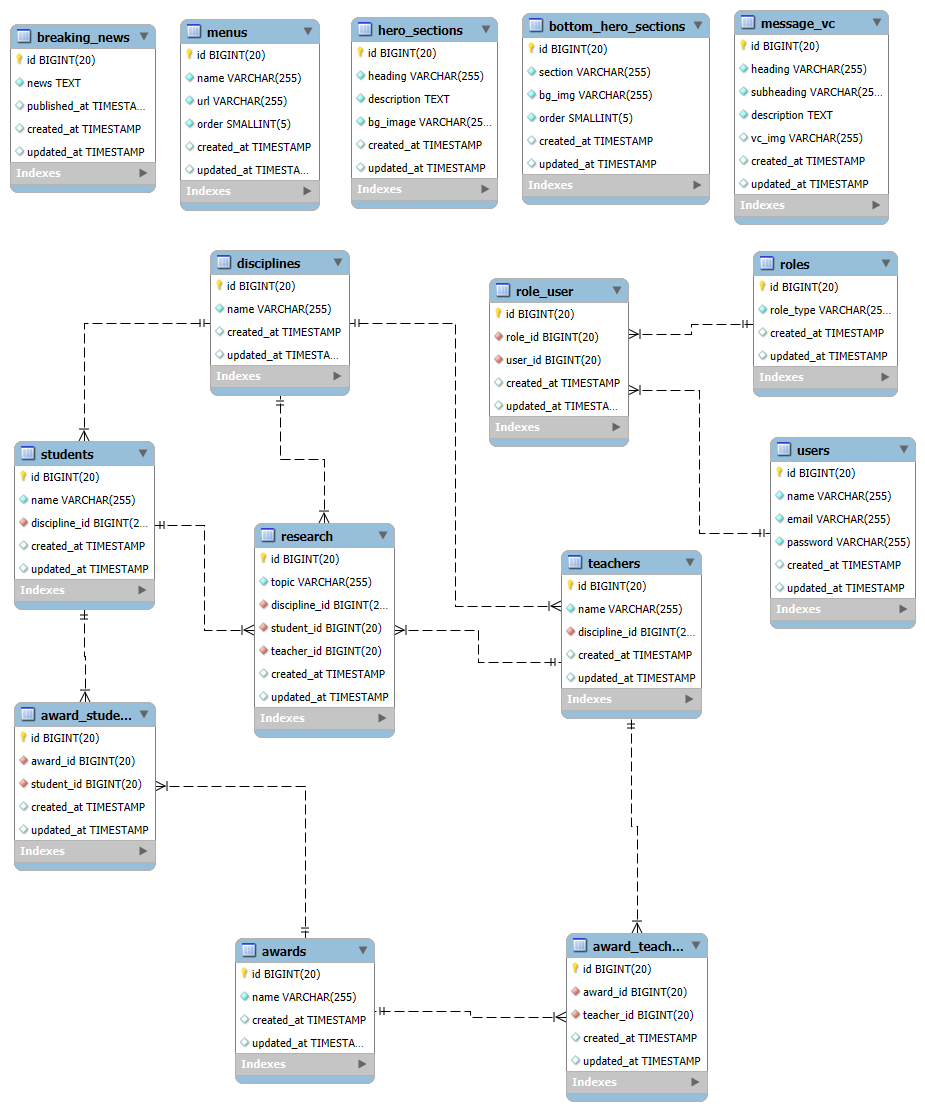 breaking_news
id BIGINT(20)
news TEXT
published_at TIMESTA...
created_at TIMESTAMP
updated_at TIMESTAMP
Indexes
menus
id BIGINT(20)
name VARCHAR(255)
url VARCHAR(255)
order SMALLINT(5)
created_at TIMESTAMP
updated_at TIMESTA...
Indexes
hero_sections
id BIGINT(20)
heading VARCHAR(255)
description TEXT
bg_image VARCHAR(25...
created_at TIMESTAMP
updated_at TIMESTAMP
Indexes
bottom_hero_sections
id BIGINT(20)
section VARCHAR(255)
bg_img VARCHAR(255)
order SMALLINT(5)
created_at TIMESTAMP
updated_at TIMESTAMP
Indexes
message_vc
id BIGINT(20)
heading VARCHAR(255)
subheading VARCHAR(25...
description TEXT
vc_img VARCHAR(255)
created_at TIMESTAMP
updated_at TIMESTAMP
Indexes
disciplines
id BIGINT(20)
name VARCHAR(255)
created_at TIMESTAMP
updated_at TIMESTA...
Indexes
role_user
id BIGINT(20)
role_id BIGINT(20)
user_id BIGINT(20)
created_at TIMESTAMP
updated_at TIMESTA...
Indexes
roles
id BIGINT(20)
role_type VARCHAR(25...
created_at TIMESTAMP
updated_at TIMESTAMP
Indexes
students
id BIGINT(20)
name VARCHAR(255)
discipline_id BIGINT(2...
created_at TIMESTAMP
updated_at TIMESTAMP
Indexes
users
id BIGINT(20)
name VARCHAR(255)
email VARCHAR(255)
password VARCHAR(255)
created_at TIMESTAMP
updated_at TIMESTAMP
Indexes
research
id BIGINT(20)
topic VARCHAR(255)
discipline_id BIGINT(2...
student_id BIGINT(20)
teacher_id BIGINT(20)
created_at TIMESTAMP
updated_at TIMESTAMP
Indexes
teachers
id BIGINT(20)
name VARCHAR(255)
discipline_id BIGINT(2...
created_at TIMESTAMP
updated_at TIMESTAMP
Indexes
award_stude...
id BIGINT(20)
award_id BIGINT(20)
student_id BIGINT(20)
created_at TIMESTAMP
updated_at TIMESTAMP
Indexes
awards
id BIGINT(20)
name VARCHAR(255)
created_at TIMESTAMP
updated_at TIMESTA...
Indexes
award_teach...
id BIGINT(20)
award_id BIGINT(20)
teacher_id BIGINT(20)
created_at TIMESTAMP
updated_at TIMESTAMP
Indexes